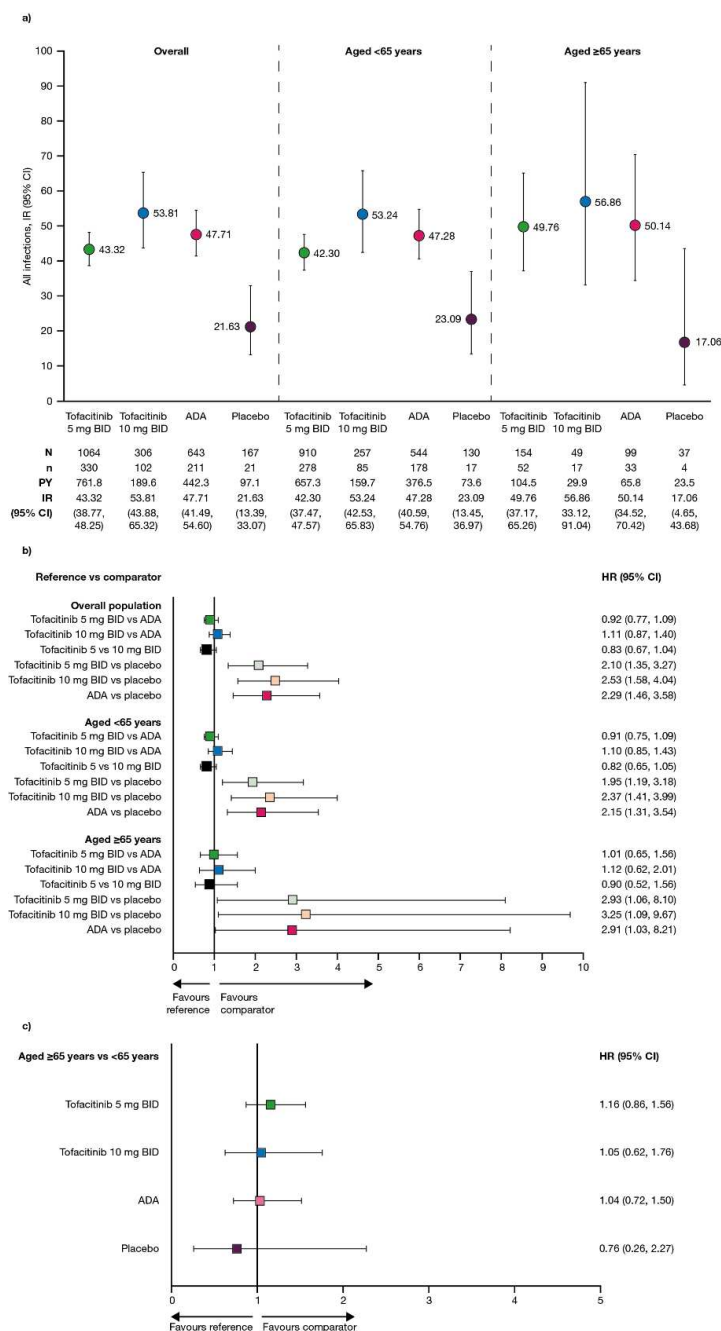 a)
Overall Aged <65 years Aged ≥65 years
All infections, IR (95% CI)
100
90
80
70
60
50
40
30
20
10
0
43.32 53.81 47.71 21.63 42.30 53.24 47.28 23.09 49.76 56.86 50.14 17.06
Tofacitinib 5 mg BID Tofacitinib 10 mg BID ADA Placebo Tofacitinib 5 mg BID Tofacitinib 10 mg BID ADA Placebo Tofacitinib 5 mg BID Tofacitinib 10 mg BID ADA Placebo
N 1064 306 643 167 910 257 544 130 154 49 99 37
n 330 102 211 21 278 85 178 17 52 17 33 4
PY 761.8 189.6 442.3 97.1 657.3 159.7 376.5 73.6 104.5 29.9 65.8 23.5
IR 43.32 53.81 47.71 21.63 42.30 53.24 47.28 23.09 49.76 56.86 50.14 17.06
(95% CI) (38.77, (43.88, (41.49, (13.39, (37.47, (42.53, (40.59, (13.45, (37.17, (33.12, (34.52, (4.65,
48.25) 65.32) 54.60) 33.07) 47.57) 65.83) 54.76) 36.97) 65.26) 91.04) 70.42) 43.68)
b)
Reference vs comparator HR (95% CI)
Overall population
Tofacitinib 5 mg BID vs ADA 0.92 (0.77, 1.09)
Tofacitinib 10 mg BID vs ADA 1.11 (0.87, 1.40)
Tofacitinib 5 vs 10 mg BID 0.83 (0.67, 1.04)
Tofacitinib 5 mg BID vs placebo 2.10 (1.35, 3.27)
Tofacitinib 10 mg BID vs placebo 2.53 (1.58, 4.04)
ADA vs placebo 2.29 (1.46, 3.58)
Aged <65 years
Tofacitinib 5 mg BID vs ADA 0.91 (0.75, 1.09)
Tofacitinib 10 mg BID vs ADA 1.10 (0.85, 1.43)
Tofacitinib 5 vs 10 mg BID 0.82 (0.65, 1.05)
Tofacitinib 5 mg BID vs placebo 1.95 (1.19, 3.18)
Tofacitinib 10 mg BID vs placebo 2.37 (1.41, 3.99)
ADA vs placebo 2.15 (1.31, 3.54)
Aged ≥65 years
Tofacitinib 5 mg BID vs ADA 1.01 (0.65, 1.56)
Tofacitinib 10 mg BID vs ADA 1.12 (0.62, 2.01)
Tofacitinib 5 vs 10 mg BID 0.90 (0.52, 1.56)
Tofacitinib 5 mg BID vs placebo 2.93 (1.06, 8.10)
Tofacitinib 10 mg BID vs placebo 3.25 (1.09, 9.67)
ADA vs placebo 2.91 (1.03, 8.21)
0 1 2 3 4 5 6 7 8 9 10
Favours reference Favours comparator
c)
Aged ≥65 years vs <65 years HR (95% CI)
Tofacitinib 5 mg BID 1.16 (0.86, 1.56)
Tofacitinib 10 mg BID 1.05 (0.62, 1.76)
ADA 1.04 (0.72, 1.50)
Placebo 0.76 (0.26, 2.27)
0 1 2 3 4 5
Favours reference Favours comparator